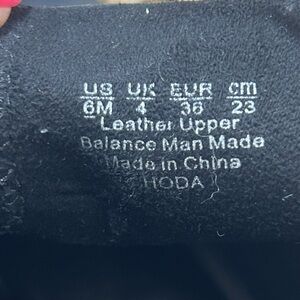 US UK EUR cm
6M 4 36 23
Leather Upper
Balance Man Made
Made in China
HODA